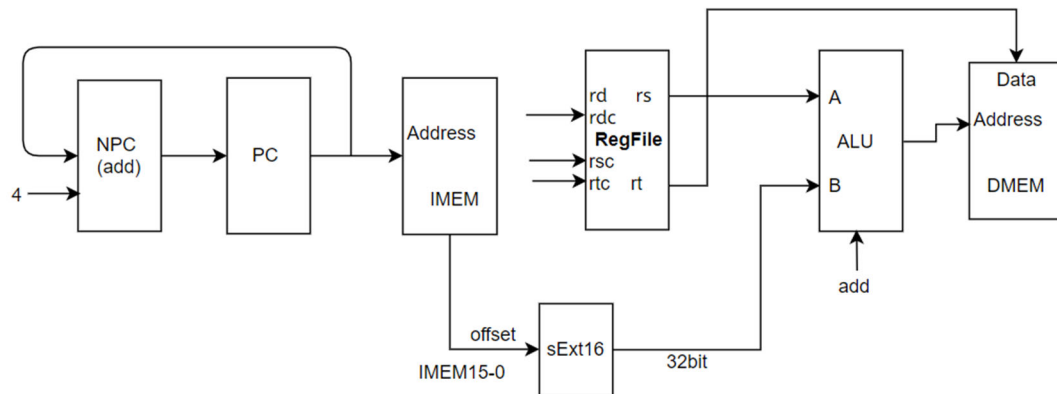 NPC
(add)
4
PC
Address
IMEM
rd rs
rdc
RegFile
rsc
rtc rt
A
ALU
B
add
Data
Address
DMEM
offset
IMEM15-0
sExt16
32bit